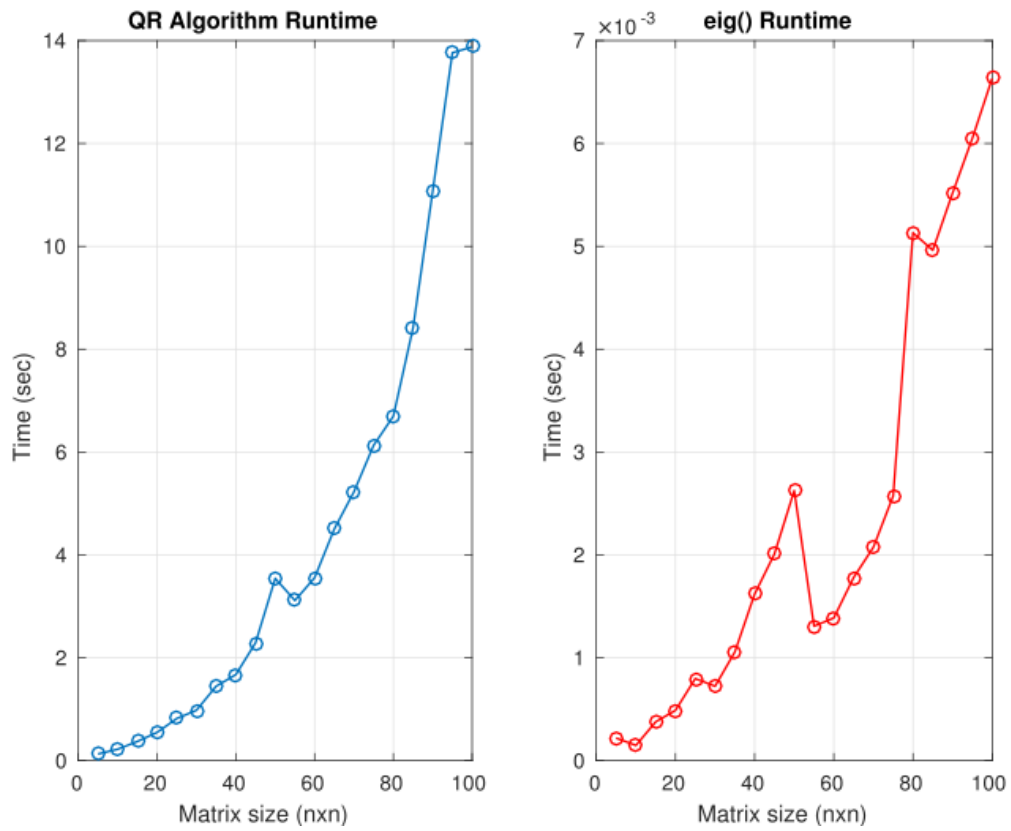 QR Algorithm Runtime
14
12
10
8
6
4
2
0
0 20 40 60 80 100
Time (sec)
Matrix size (nxn)
×10⁻³
eig() Runtime
7
6
5
4
3
2
1
0
0 20 40 60 80 100
Time (sec)
Matrix size (nxn)